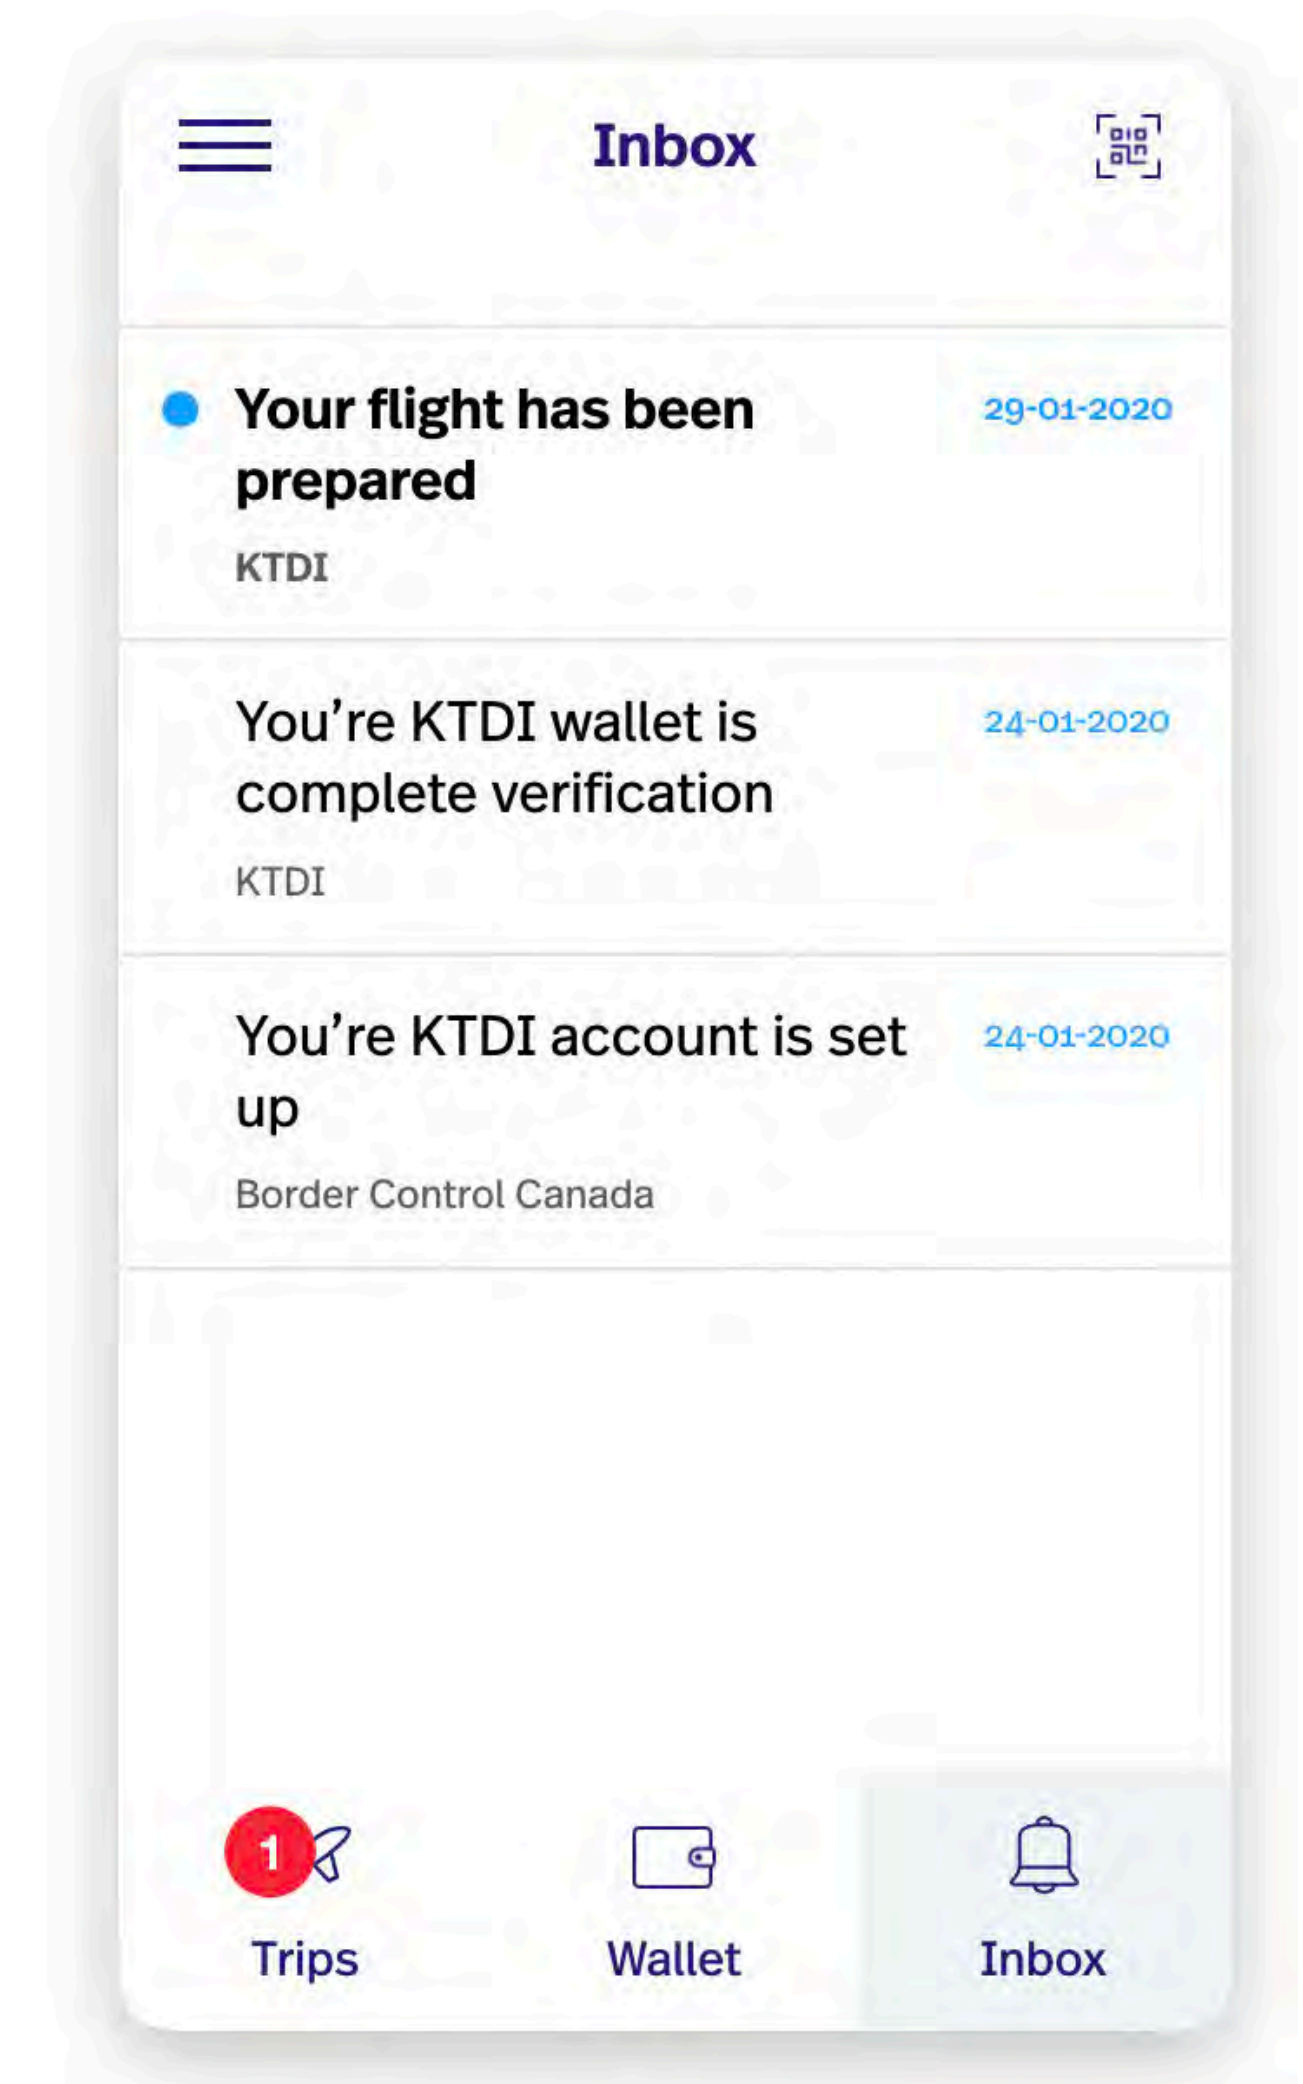 Inbox
Your flight has been
prepared
29-01-2020
KTDI
You’re KTDI wallet is
complete verification
24-01-2020
KTDI
You’re KTDI account is set
up
24-01-2020
Border Control Canada
1
Trips
Wallet
Inbox